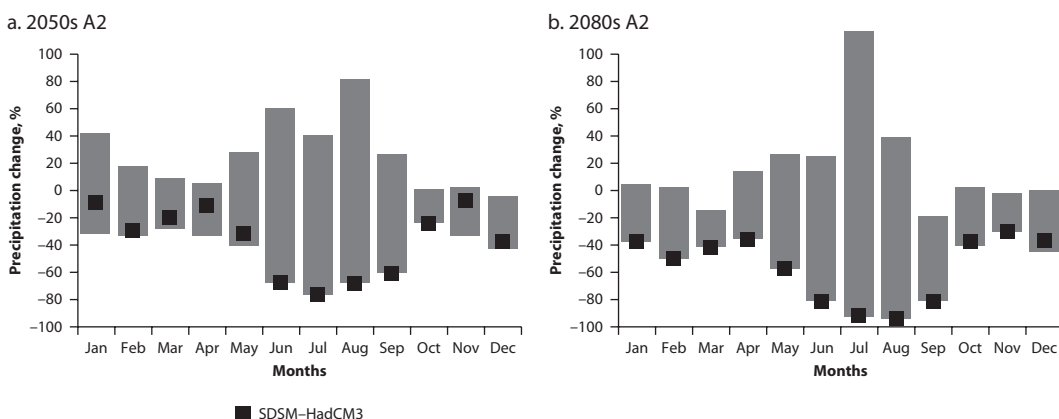 a. 2050s A2
100
80
60
40
20
0
−20
−40
−60
−80
−100
Precipitation change, %
Jan Feb Mar Apr May Jun Jul Aug Sep Oct Nov Dec
Months
b. 2080s A2
100
80
60
40
20
0
−20
−40
−60
−80
−100
Precipitation change, %
Jan Feb Mar Apr May Jun Jul Aug Sep Oct Nov Dec
Months
SDSM–HadCM3